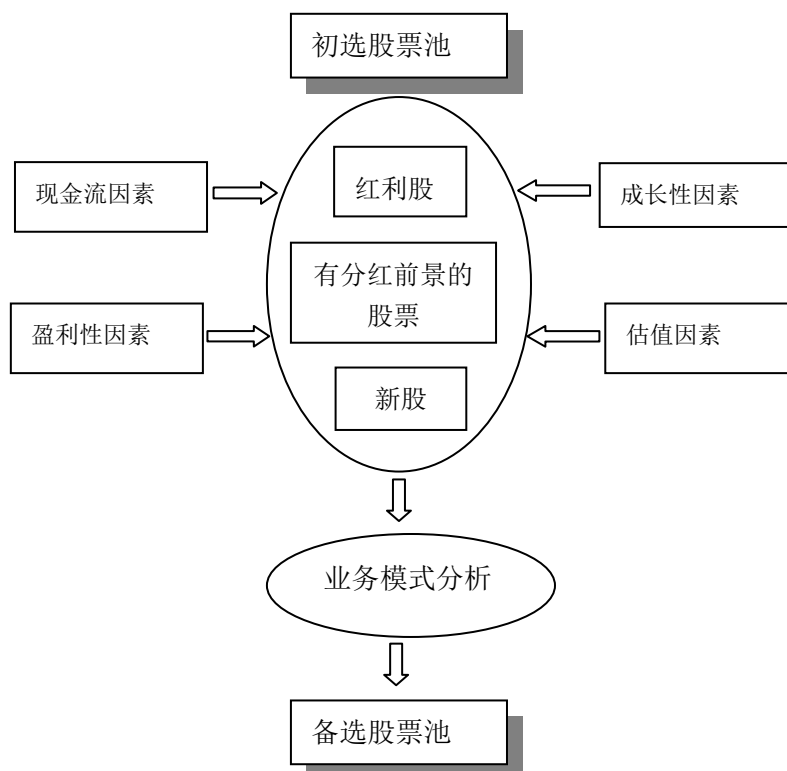 初选股票池
红利股
现金流因素
成长性因素
有分红前景的
股票
盈利性因素
估值因素
新股
业务模式分析
备选股票池